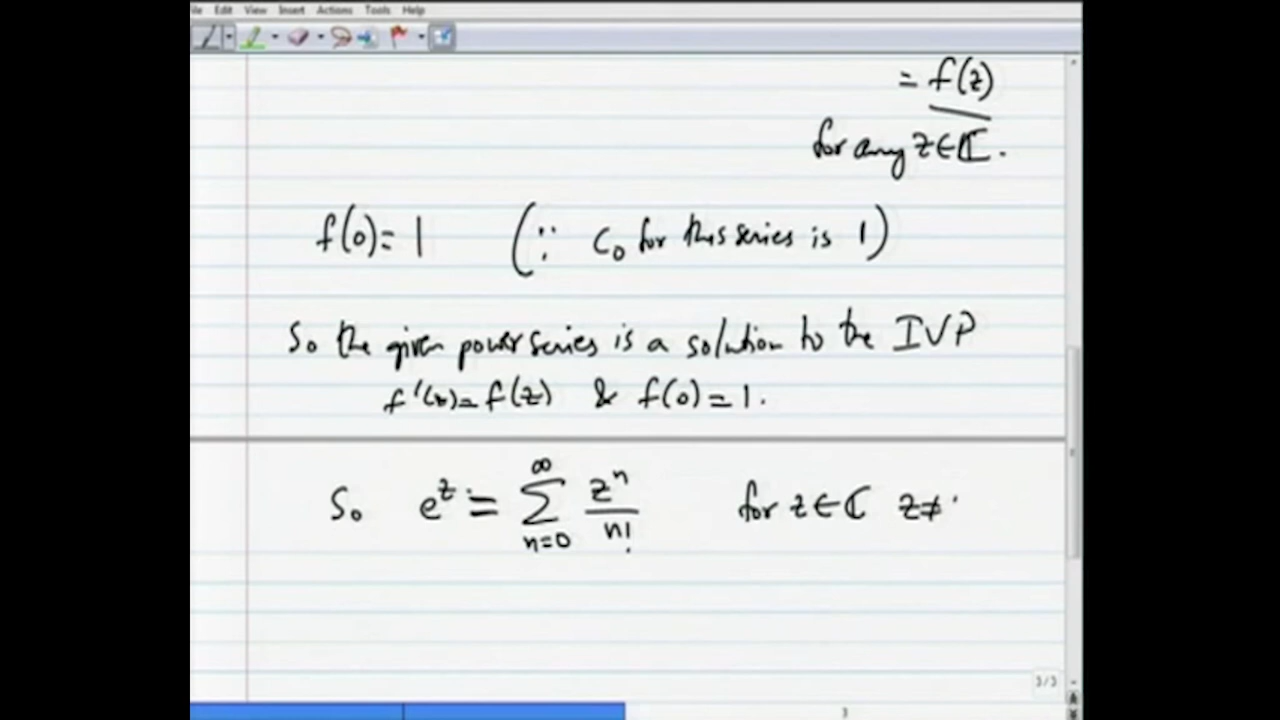 File Edit View Insert Actions Tools Help
= f(z)
for any z∈ℂ.
f(0)= 1 (∵ C₀ for this series is 1)
So the given power series is a solution to the IVP
f'(z)= f(z) & f(0)=1.
So e^z = ∑_{n=0}^{∞} z^n/n! for z∈ℂ z≠
3/3
3